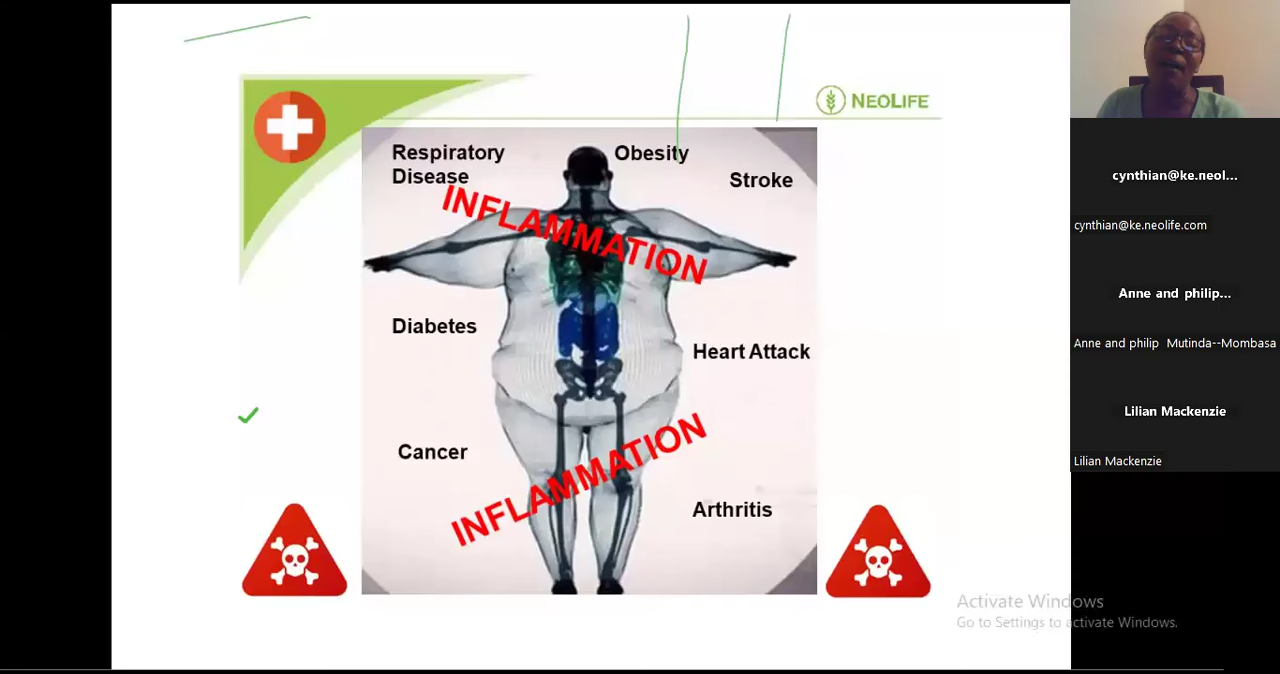 NEOLIFE
Respiratory
Disease
Obesity
Stroke
INFLAMMATION
Diabetes
Heart Attack
Cancer
INFLAMMATION
Arthritis
cynthian@ke.neol...
cynthian@ke.neolife.com
Anne and philip...
Anne and philip Mutinda--Mombasa
Lilian Mackenzie
Lilian Mackenzie
Activate Windows
Go to Settings to activate Windows.